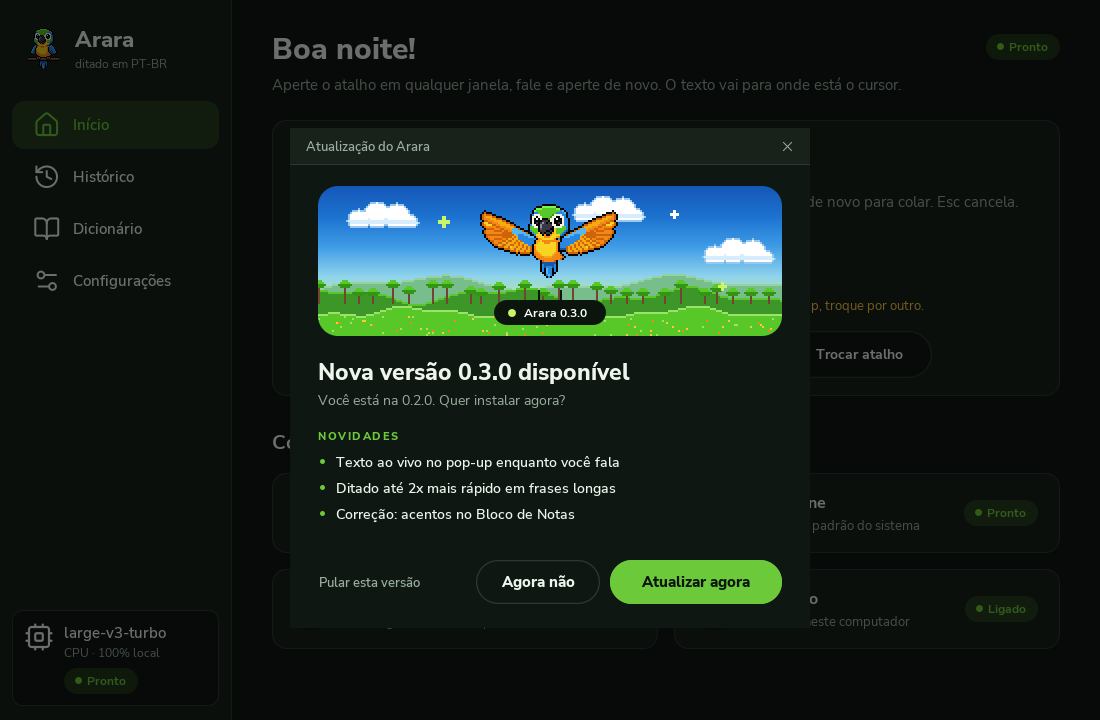 Arara
ditado em PT-BR
Início
Histórico
Dicionário
Configurações
large-v3-turbo
CPU · 100% local
Pronto
Boa noite!
Pronto
Aperte o atalho em qualquer janela, fale e aperte de novo. O texto vai para onde está o cursor.
de novo para colar. Esc cancela.
p, troque por outro.
Trocar atalho
Atualização do Arara
Arara 0.3.0
Nova versão 0.3.0 disponível
Você está na 0.2.0. Quer instalar agora?
NOVIDADES
Texto ao vivo no pop-up enquanto você fala
Ditado até 2x mais rápido em frases longas
Correção: acentos no Bloco de Notas
Pular esta versão
Agora não
Atualizar agora
ne
padrão do sistema
Pronto
o
este computador
Ligado